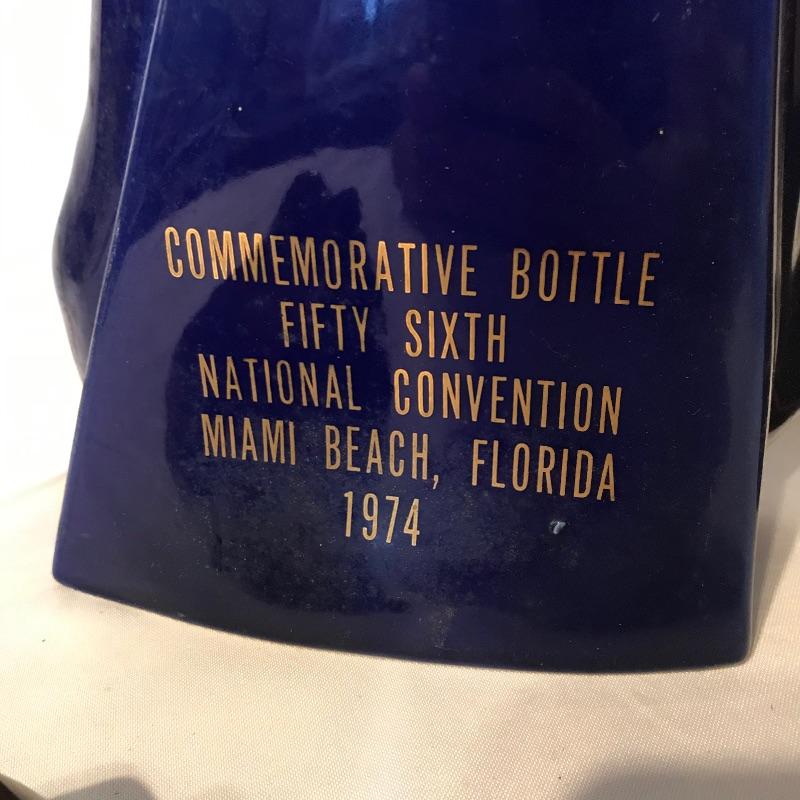 COMMEMORATIVE BOTTLE
FIFTY SIXTH
NATIONAL CONVENTION
MIAMI BEACH, FLORIDA
1974